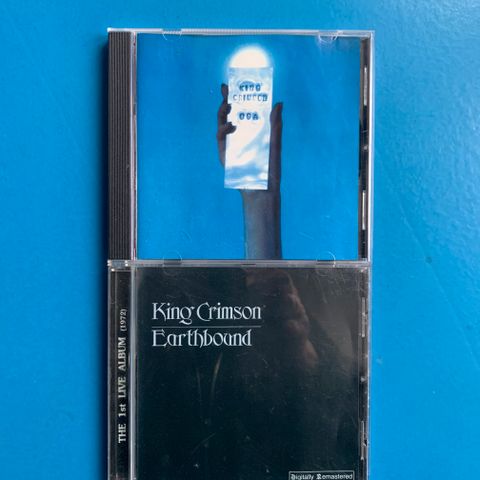 KING
CRIMSON
USA
King Crimson
Earthbound
THE 1st LIVE ALBUM (1972)
Digitally Remastered